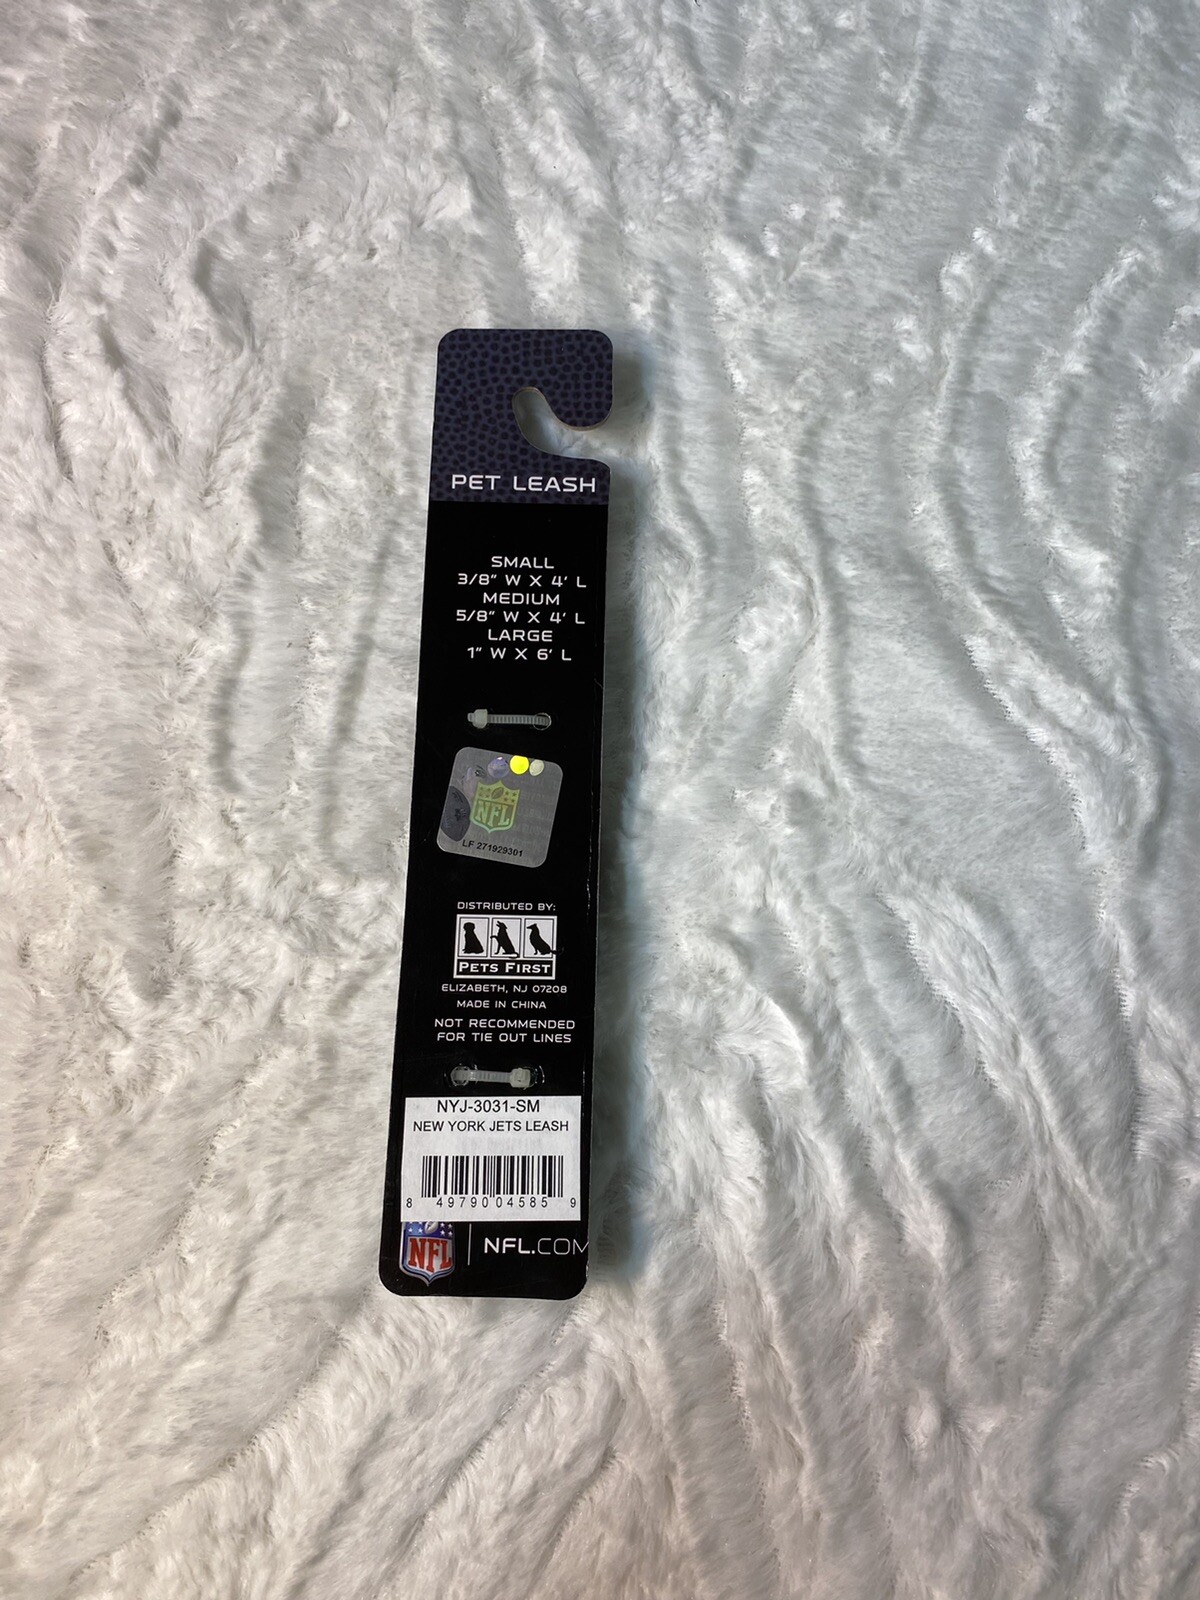 PET LEASH
SMALL
3/8" W X 4' L
MEDIUM
5/8" W X 4' L
LARGE
1" W X 6' L
NFL
LF 271929301
DISTRIBUTED BY:
PETS FIRST
ELIZABETH, NJ 07208
MADE IN CHINA
NOT RECOMMENDED
FOR TIE OUT LINES
NYJ-3031-SM
NEW YORK JETS LEASH
8 49790 04585 9
NFL NFL.COM